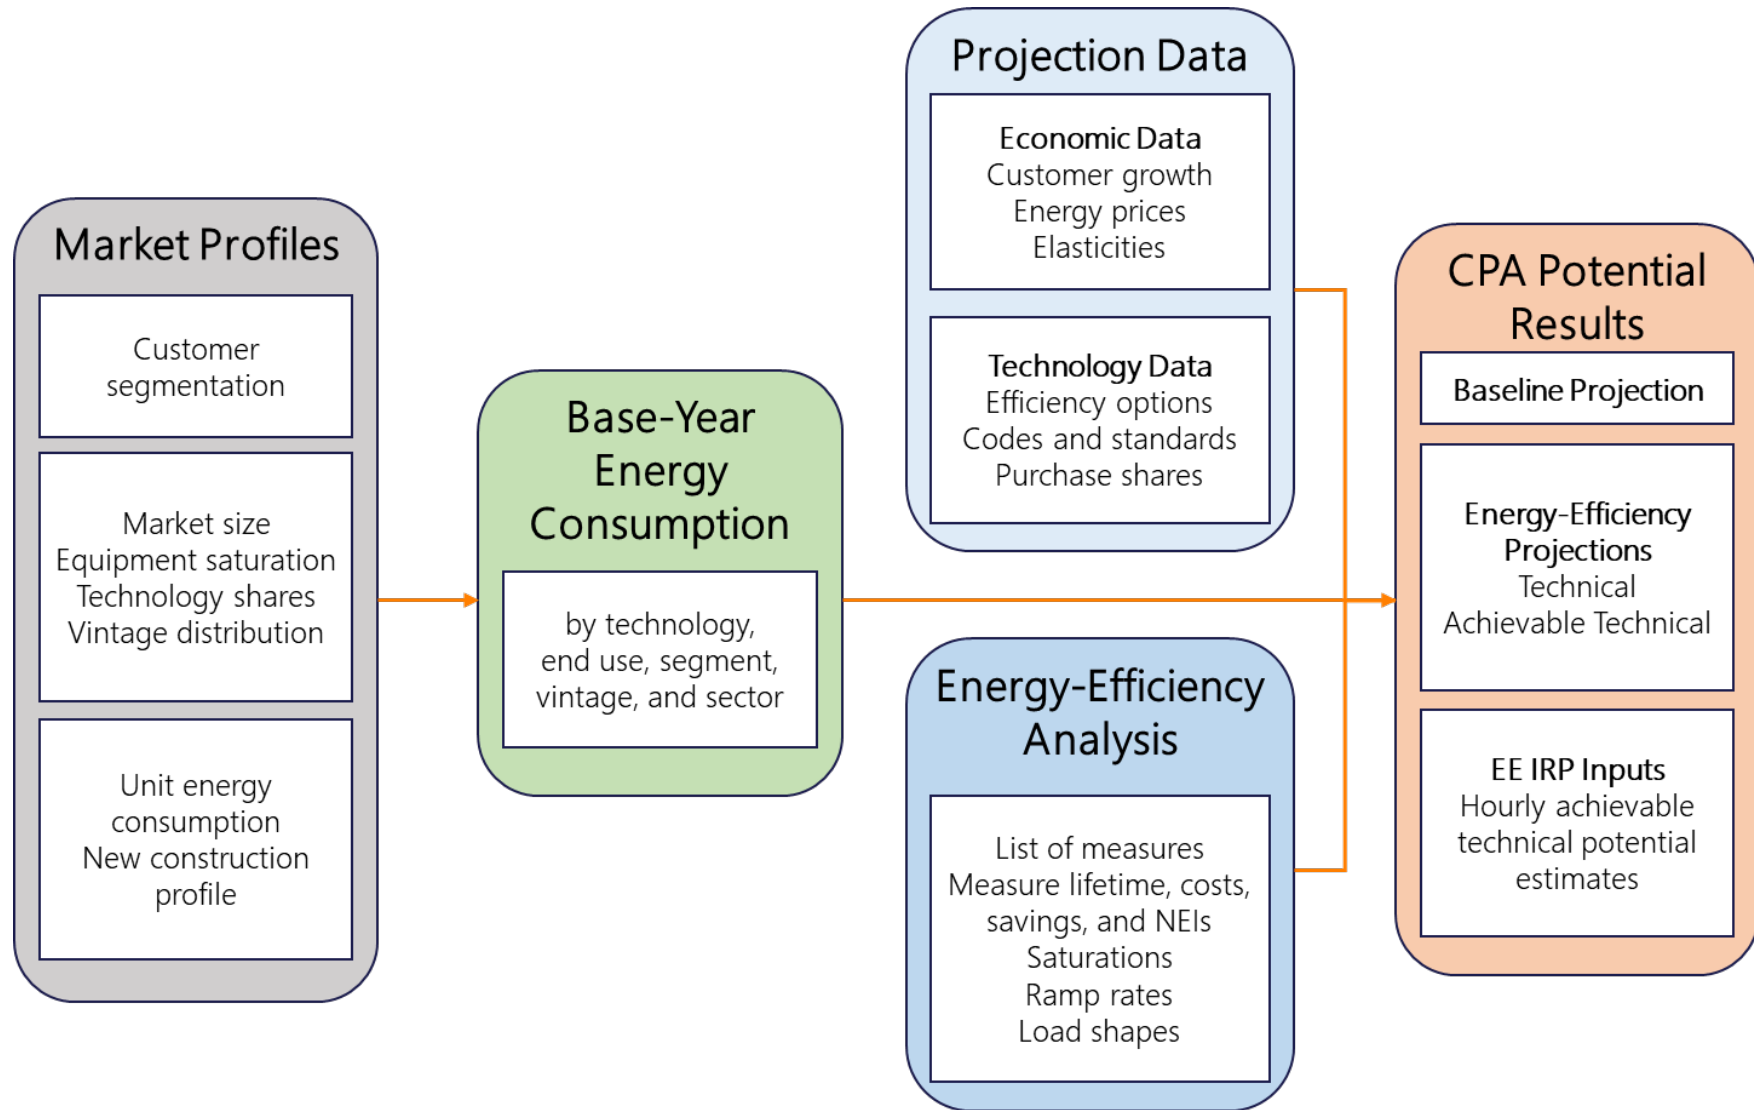 Market Profiles
Customer
segmentation
Market size
Equipment saturation
Technology shares
Vintage distribution
Unit energy
consumption
New construction
profile
Base-Year
Energy
Consumption
by technology,
end use, segment,
vintage, and sector
Projection Data
Economic Data
Customer growth
Energy prices
Elasticities
Technology Data
Efficiency options
Codes and standards
Purchase shares
Energy-Efficiency
Analysis
List of measures
Measure lifetime, costs,
savings, and NEIs
Saturations
Ramp rates
Load shapes
CPA Potential
Results
Baseline Projection
Energy-Efficiency
Projections
Technical
Achievable Technical
EE IRP Inputs
Hourly achievable
technical potential
estimates